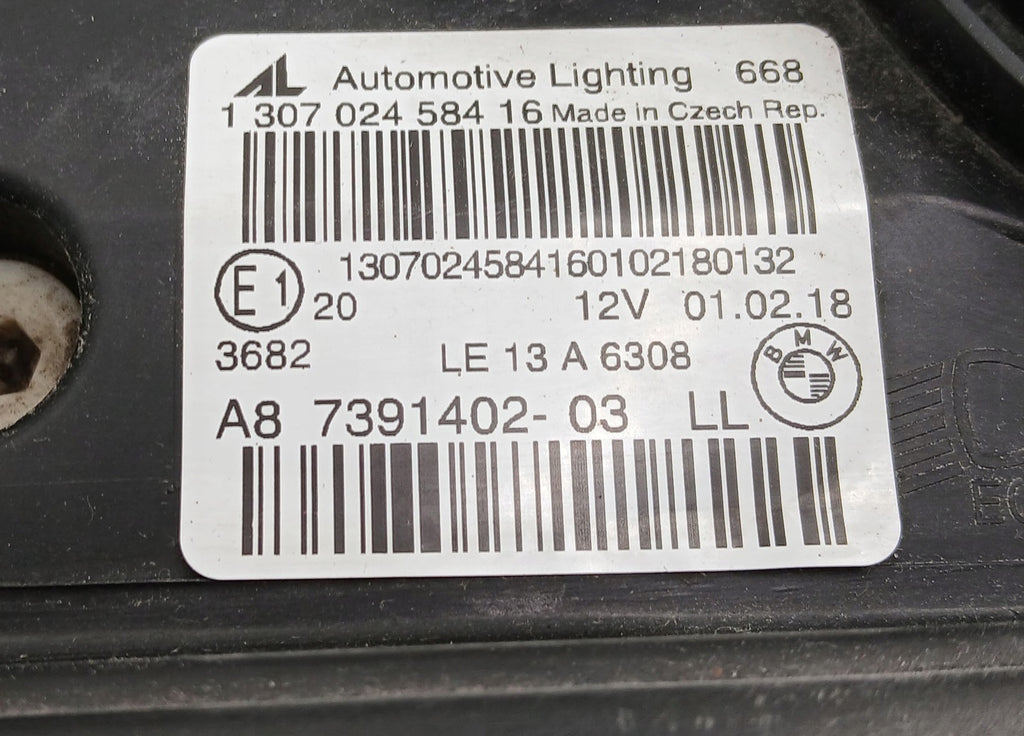 AL Automotive Lighting 668
1 307 024 584 16 Made in Czech Rep.
1307024584160102180132
E1 20 12V 01.02.18
3682 LE 13 A 6308
BMW
A8 7391402-03 LL